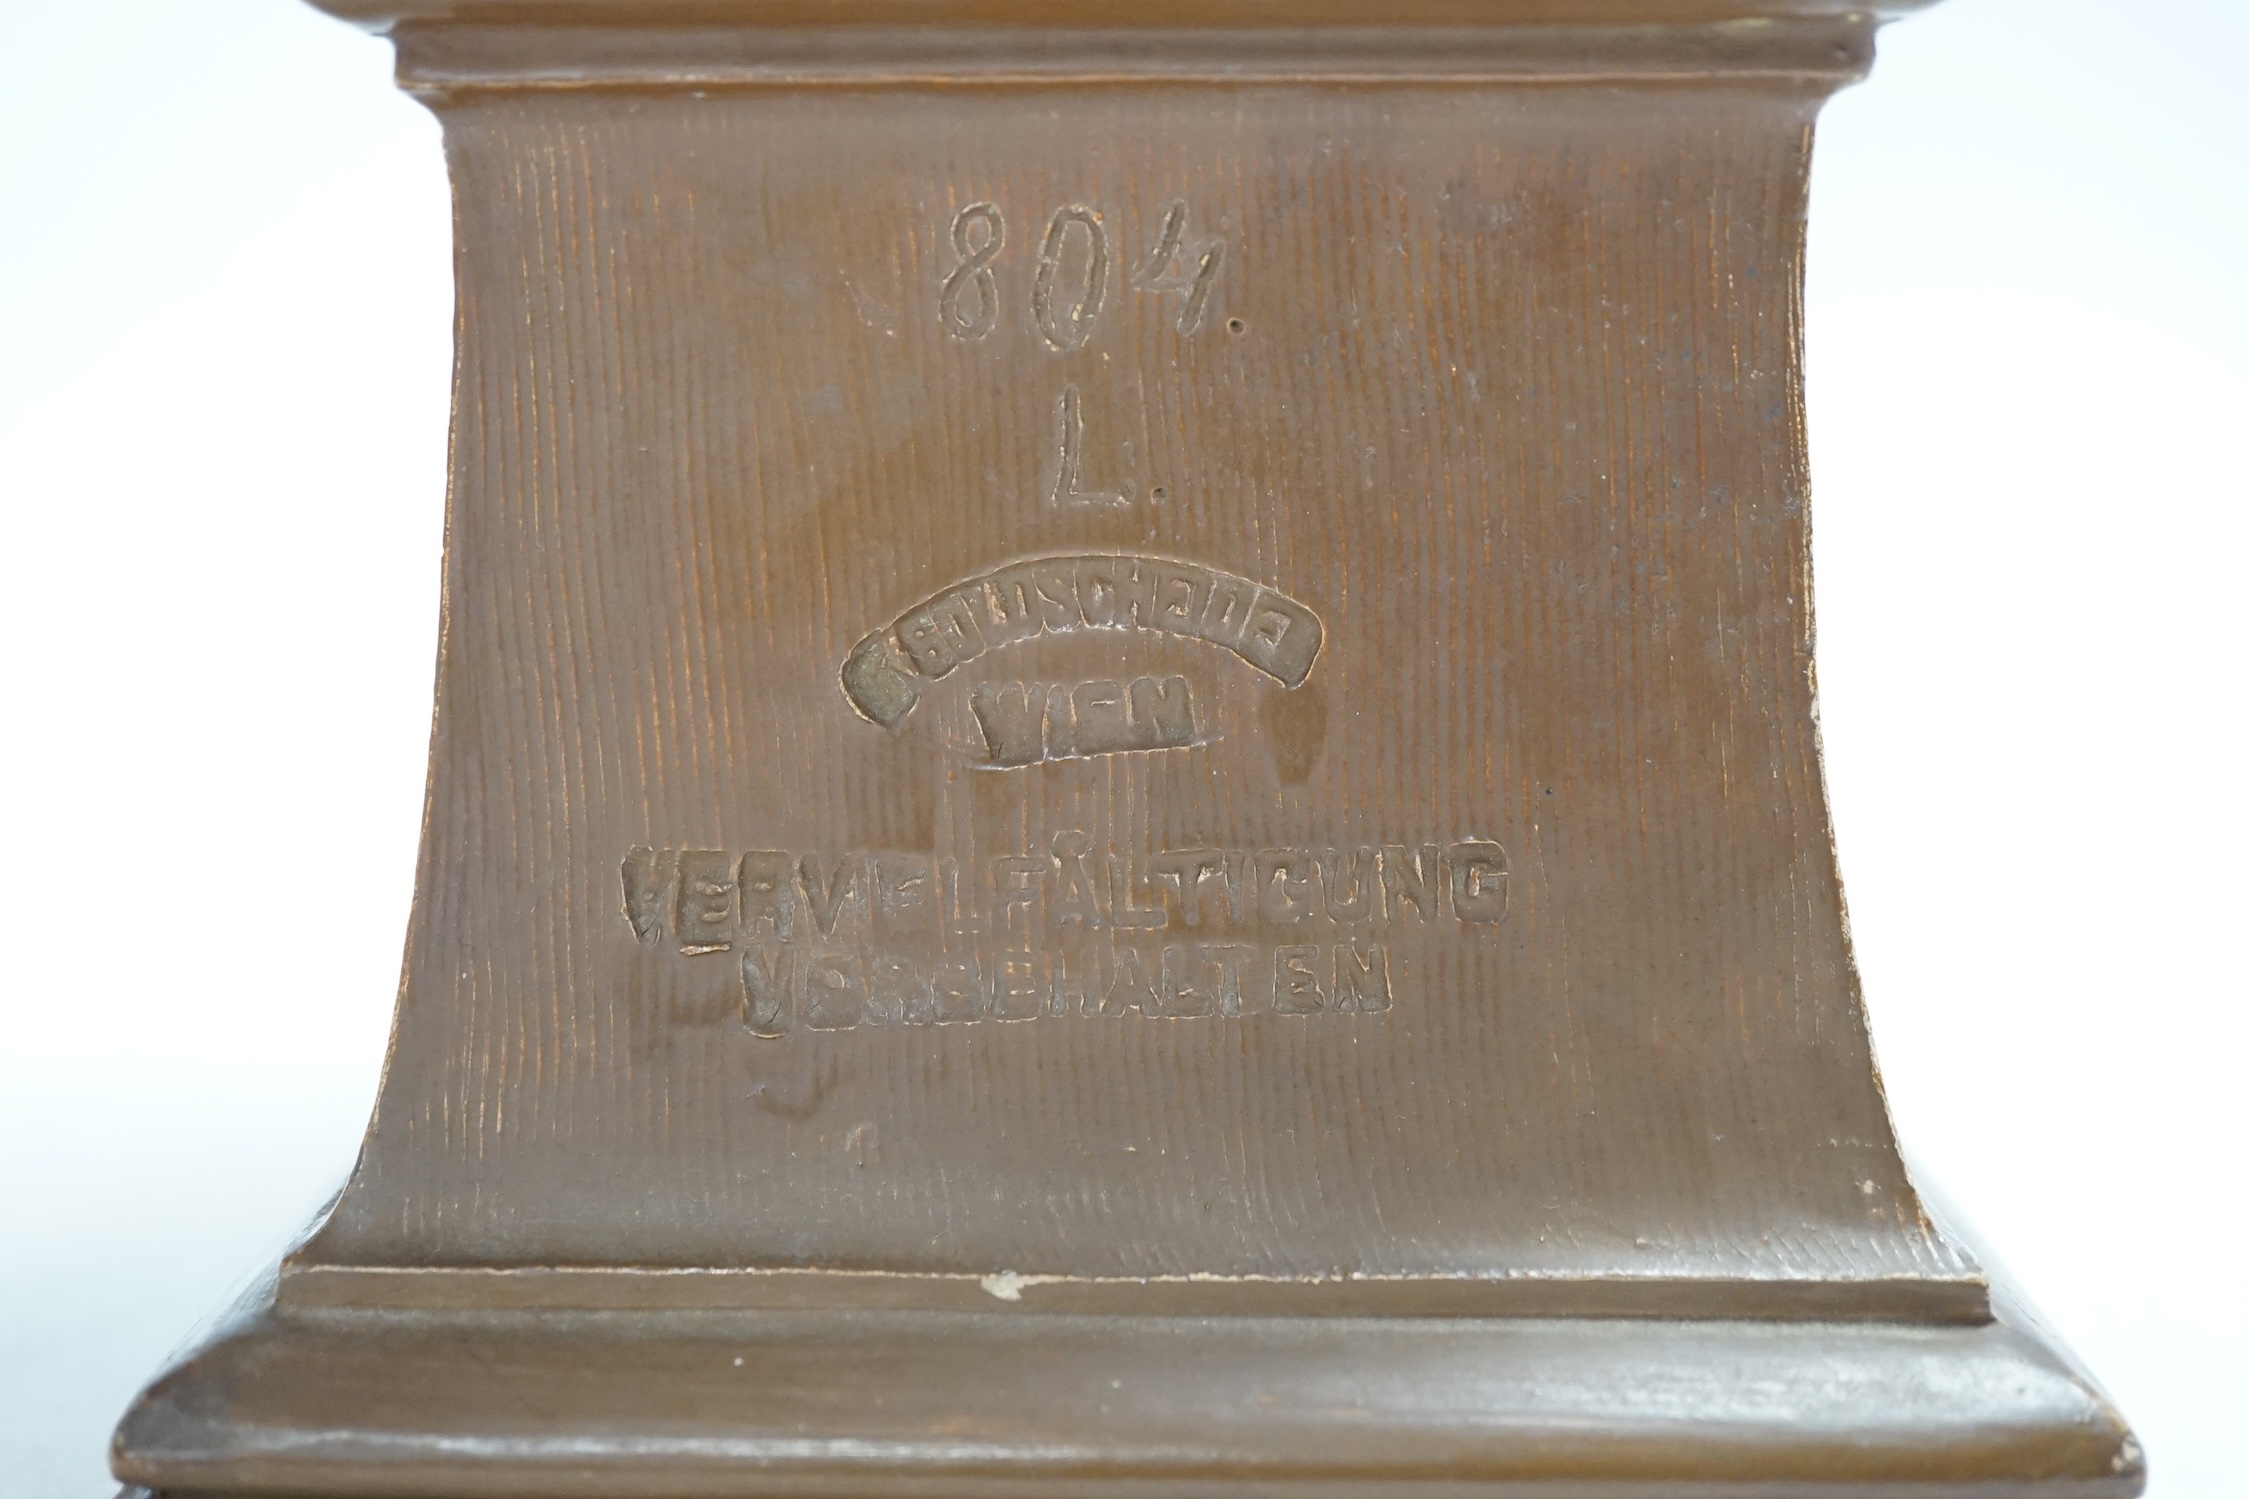 804.
L.
F.GOLDSCHEIDER
WIEN
VERVIELFÄLTIGUNG
VORBEHALTEN